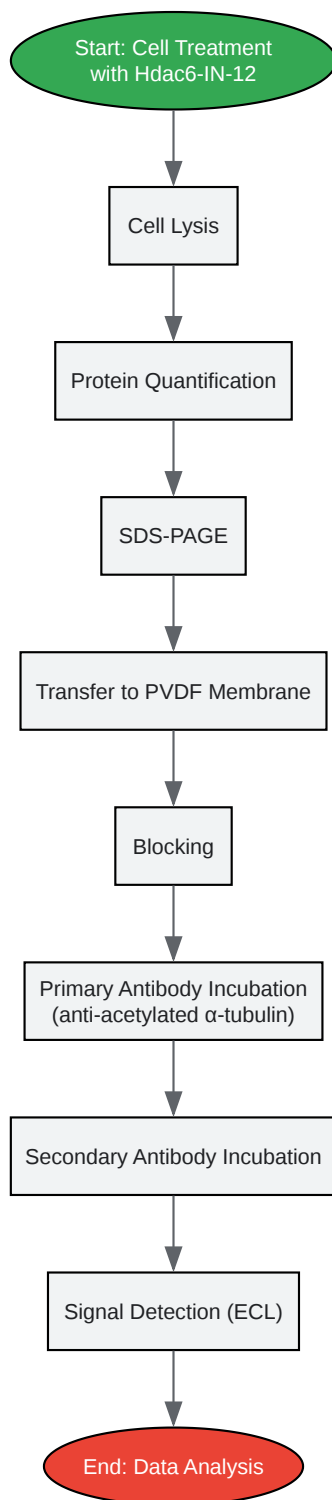 Start: Cell Treatment
with Hdac6-IN-12
Cell Lysis
Protein Quantification
SDS-PAGE
Transfer to PVDF Membrane
Blocking
Primary Antibody Incubation
(anti-acetylated α-tubulin)
Secondary Antibody Incubation
Signal Detection (ECL)
End: Data Analysis